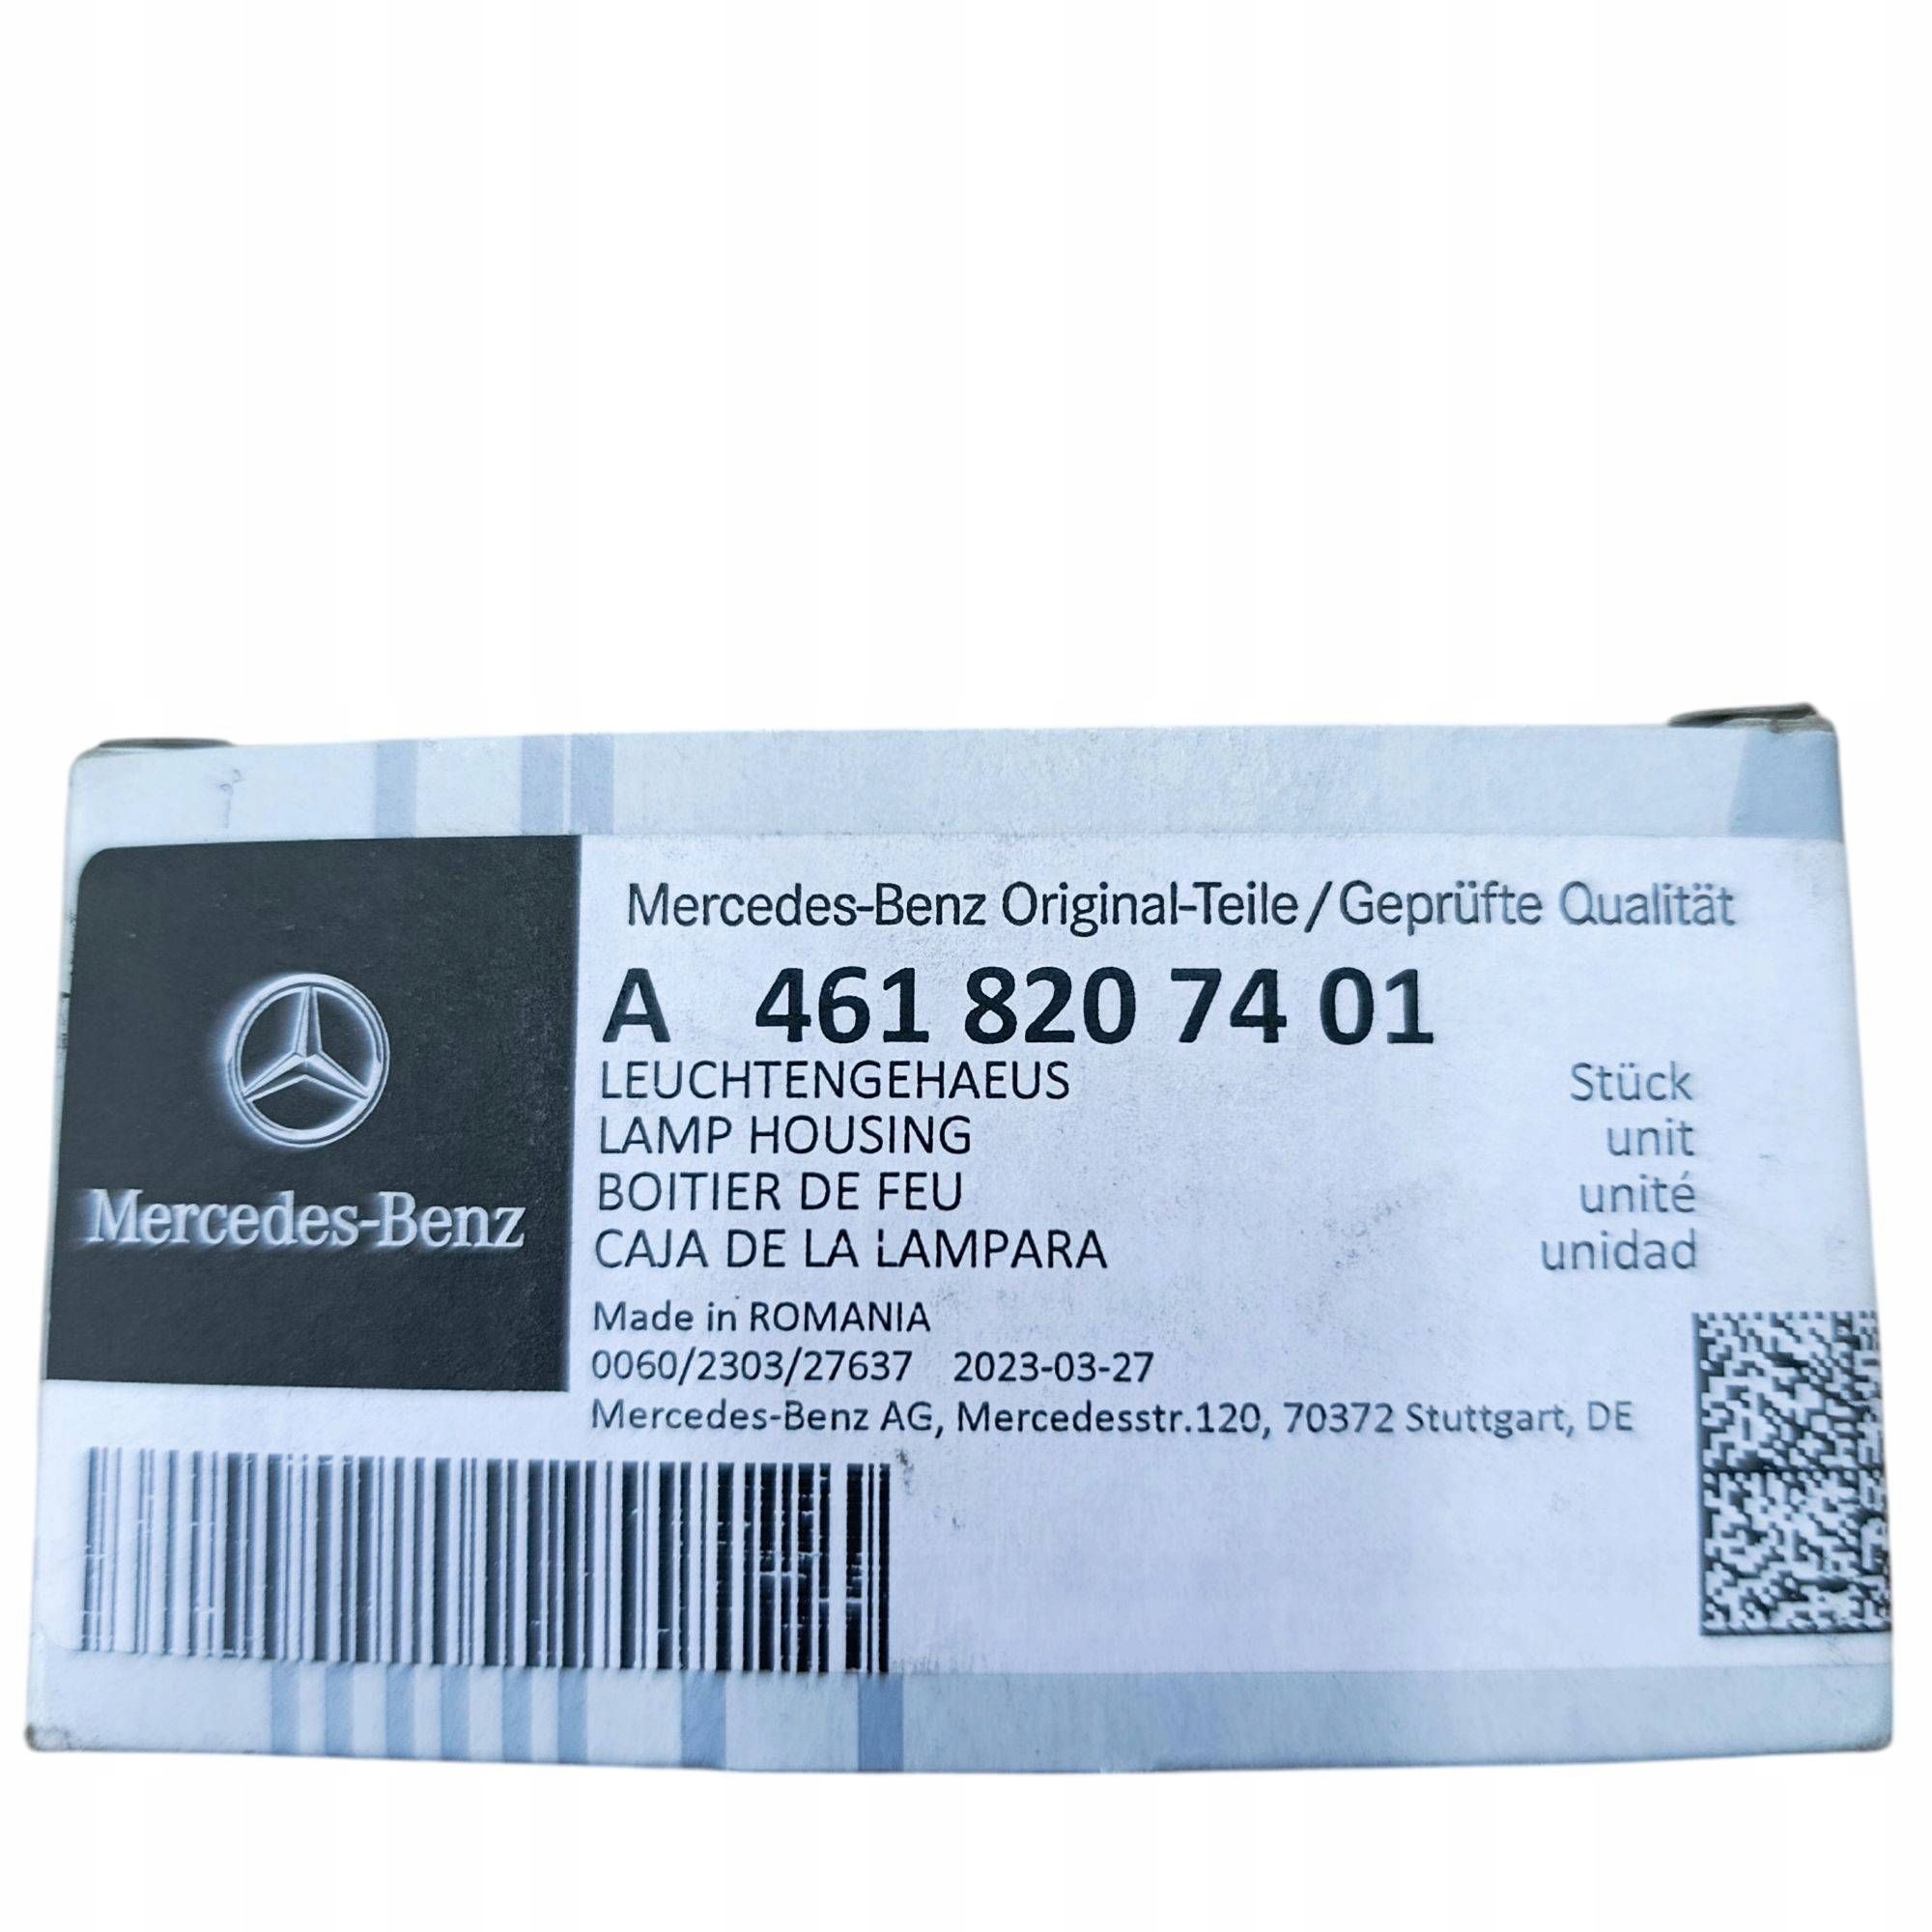 Mercedes-Benz Original-Teile/Geprüfte Qualität
A 461 820 74 01
LEUCHTENGEHAEUS Stück
LAMP HOUSING unit
BOITIER DE FEU unité
CAJA DE LA LAMPARA unidad
Made in ROMANIA
0060/2303/27637 2023-03-27
Mercedes-Benz AG, Mercedesstr.120, 70372 Stuttgart, DE
Mercedes-Benz